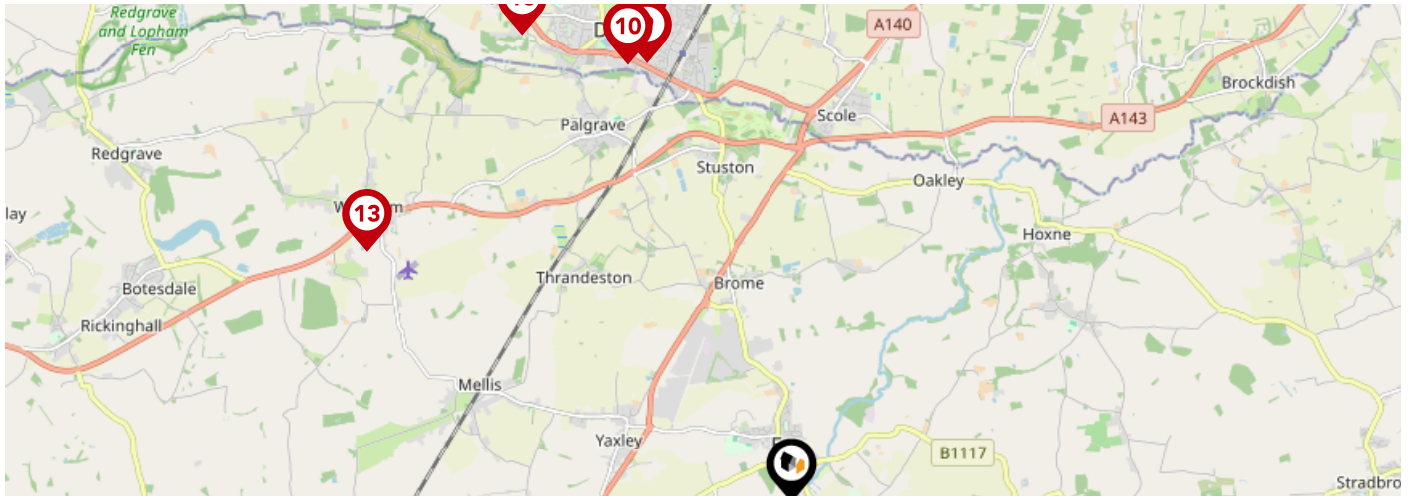 Redgrave
and Lopham
Fen
10
A140
Brockdish
Scole
A143
Palgrave
Redgrave
Stuston
Oakley
13
Hoxne
Thrandeston
Brome
Botesdale
Rickinghall
Mellis
Yaxley
B1117